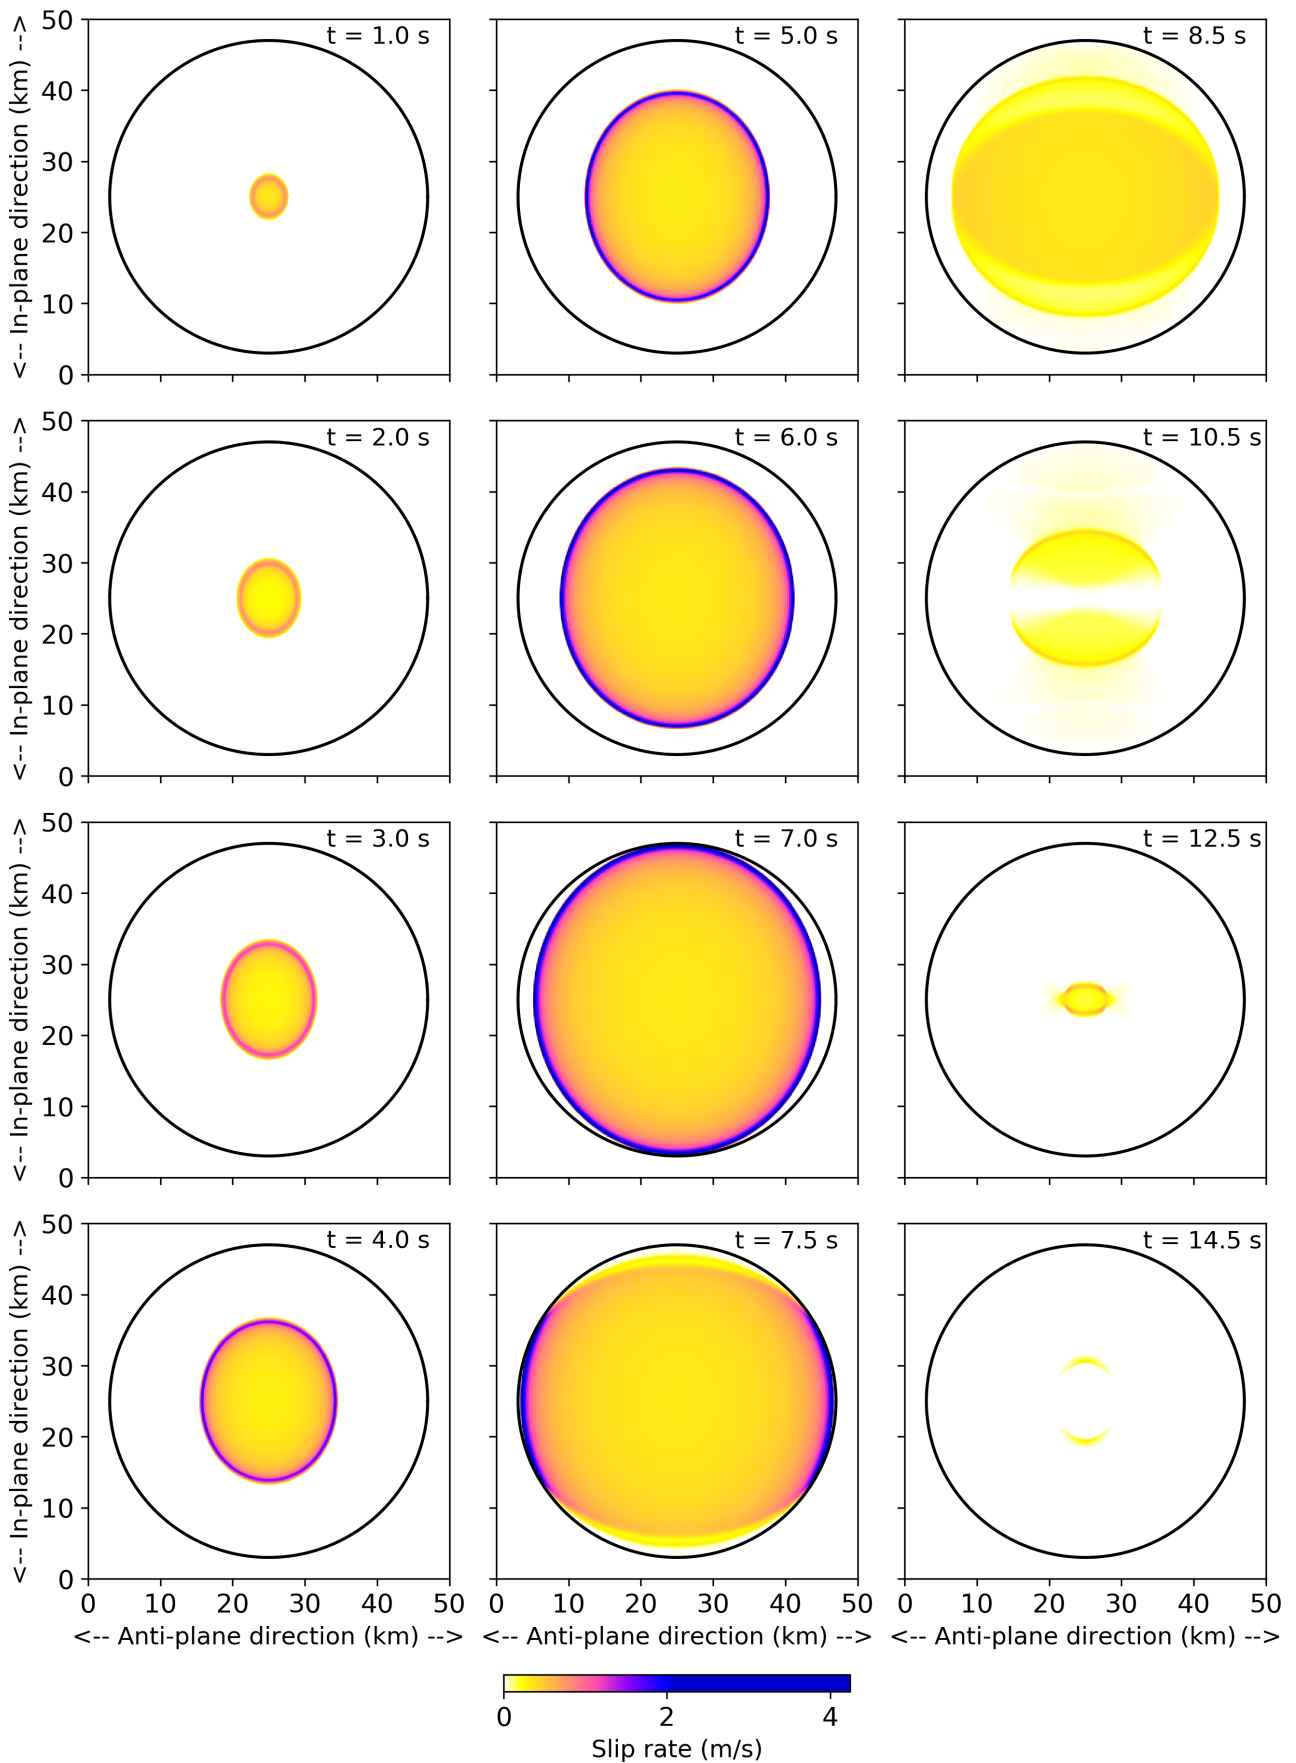 t = 1.0 s
t = 5.0 s
t = 8.5 s
50
40
30
20
10
0
<-- In-plane direction (km) -->
t = 2.0 s
t = 6.0 s
t = 10.5 s
50
40
30
20
10
0
<-- In-plane direction (km) -->
t = 3.0 s
t = 7.0 s
t = 12.5 s
50
40
30
20
10
0
<-- In-plane direction (km) -->
t = 4.0 s
t = 7.5 s
t = 14.5 s
50
40
30
20
10
0
<-- In-plane direction (km) -->
0 10 20 30 40 50
0 10 20 30 40 50
0 10 20 30 40 50
<-- Anti-plane direction (km) -->
<-- Anti-plane direction (km) -->
<-- Anti-plane direction (km) -->
0 2 4
Slip rate (m/s)